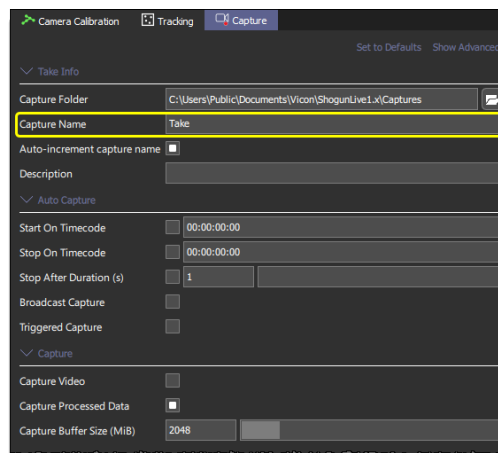 Camera Calibration Tracking Capture
Set to Defaults Show Advanced
Take Info
Capture Folder C:\Users\Public\Documents\Vicon\ShogunLive1.x\Captures
Capture Name Take
Auto-increment capture name
Description
Auto Capture
Start On Timecode 00:00:00:00
Stop On Timecode 00:00:00:00
Stop After Duration (s) 1
Broadcast Capture
Triggered Capture
Capture
Capture Video
Capture Processed Data
Capture Buffer Size (MiB) 2048